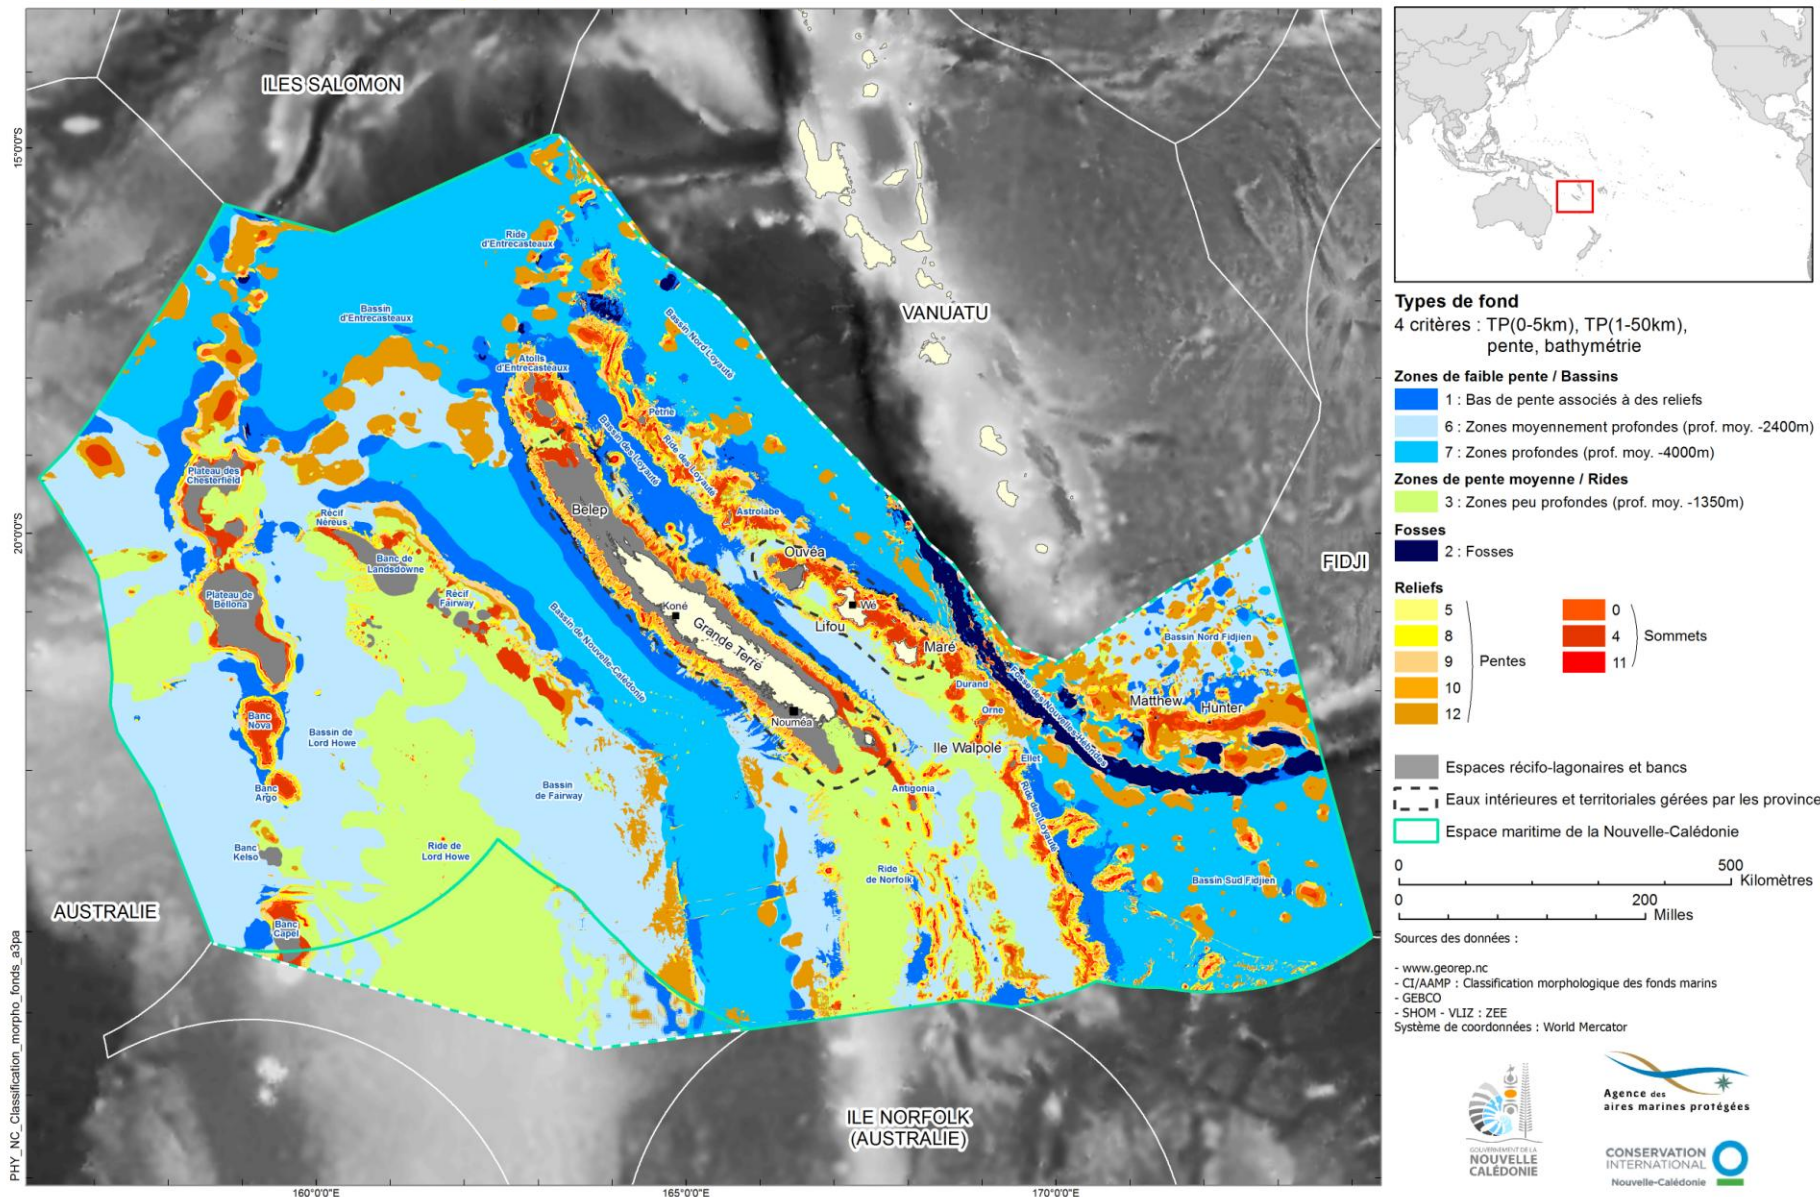 ILES SALOMON
VANUATU
FIDJI
AUSTRALIE
ILE NORFOLK
(AUSTRALIE)
15°0'0"S
20°0'0"S
160°0'0"E
165°0'0"E
170°0'0"E
PHY_NC_Classification_morpho_fonds_a3pa
Ride
d'Entrecasteaux
Bassin
d'Entrecasteaux
Bassin Nord Loyauté
Atolls
d'Entrecasteaux
Petrie
Bassin des Loyauté
Ride des Loyauté
Astrolabe
Plateau des
Chesterfield
Récif
Néréus
Belep
Banc de
Landsdowne
Ouvéa
Plateau de
Bellona
Récif
Fairway
Koné
Wé
Lifou
Grande Terre
Maré
Bassin Nord Fidjien
Bassin de Nouvelle-Calédonie
Durand
Fosse des Nouvelles-Hébrides
Matthew
Hunter
Banc
Nova
Bassin de
Lord Howe
Nouméa
Orne
Ile Walpole
Ellet
Banc
Argo
Bassin
de Fairway
Antigonia
Ride des Loyauté
Banc
Kelso
Ride de
Lord Howe
Ride
de Norfolk
Bassin Sud Fidjien
Banc
Capel
Types de fond
4 critères : TP(0-5km), TP(1-50km),
pente, bathymétrie
Zones de faible pente / Bassins
1 : Bas de pente associés à des reliefs
6 : Zones moyennement profondes (prof. moy. -2400m)
7 : Zones profondes (prof. moy. -4000m)
Zones de pente moyenne / Rides
3 : Zones peu profondes (prof. moy. -1350m)
Fosses
2 : Fosses
Reliefs
5
8
9
10
12
Pentes
0
4
11
Sommets
Espaces récifo-lagonaires et bancs
Eaux intérieures et territoriales gérées par les province
Espace maritime de la Nouvelle-Calédonie
0 500
Kilomètres
0 200
Milles
Sources des données :
- www.georep.nc
- CI/AAMP : Classification morphologique des fonds marins
- GEBCO
- SHOM - VLIZ : ZEE
Système de coordonnées : World Mercator
GOUVERNEMENT DE LA
NOUVELLE
CALÉDONIE
Agence des
aires marines protégées
CONSERVATION
INTERNATIONAL
Nouvelle-Calédonie